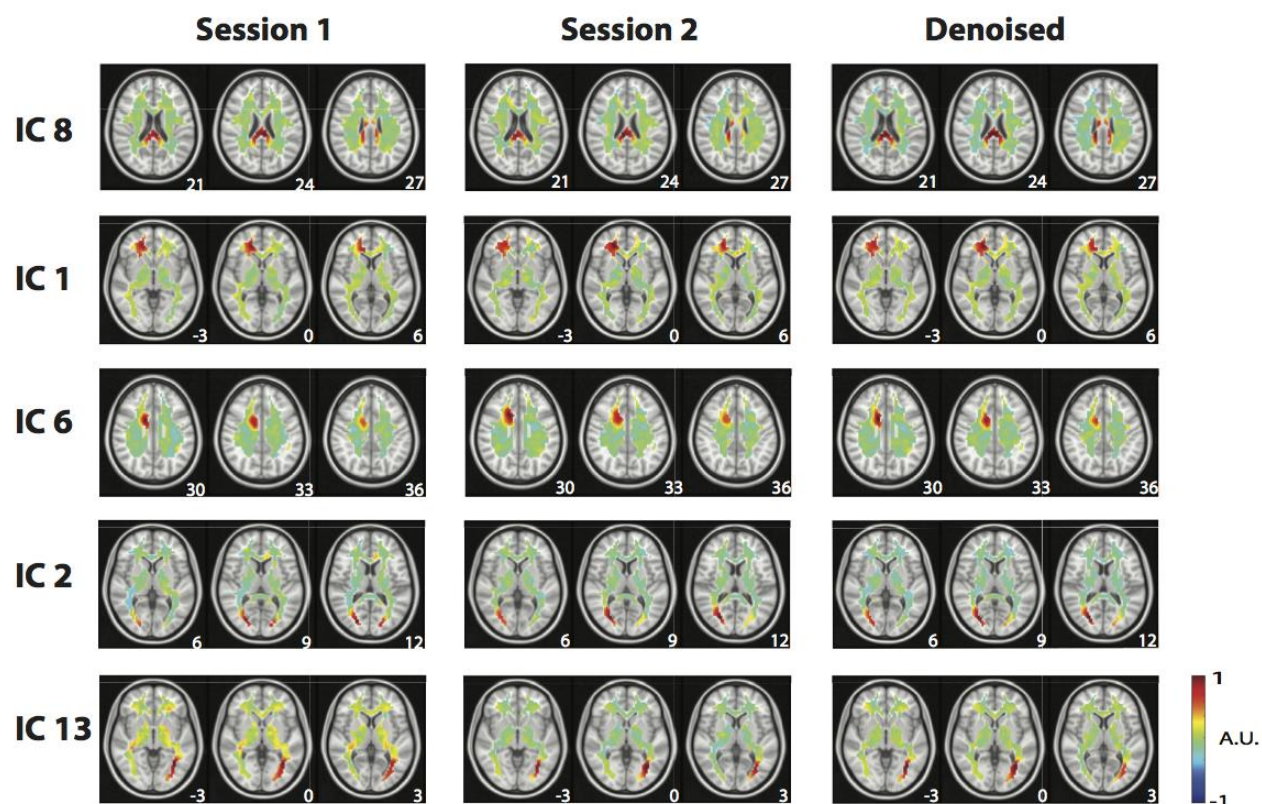 Session 1 Session 2 Denoised
IC 8
21 24 27 21 24 27 21 24 27
IC 1
-3 0 6 -3 0 6 -3 0 6
IC 6
30 33 36 30 33 36 30 33 36
IC 2
6 9 12 6 9 12 6 9 12
1
IC 13
A.U.
-3 0 3 -3 0 3 -3 0 3
-1